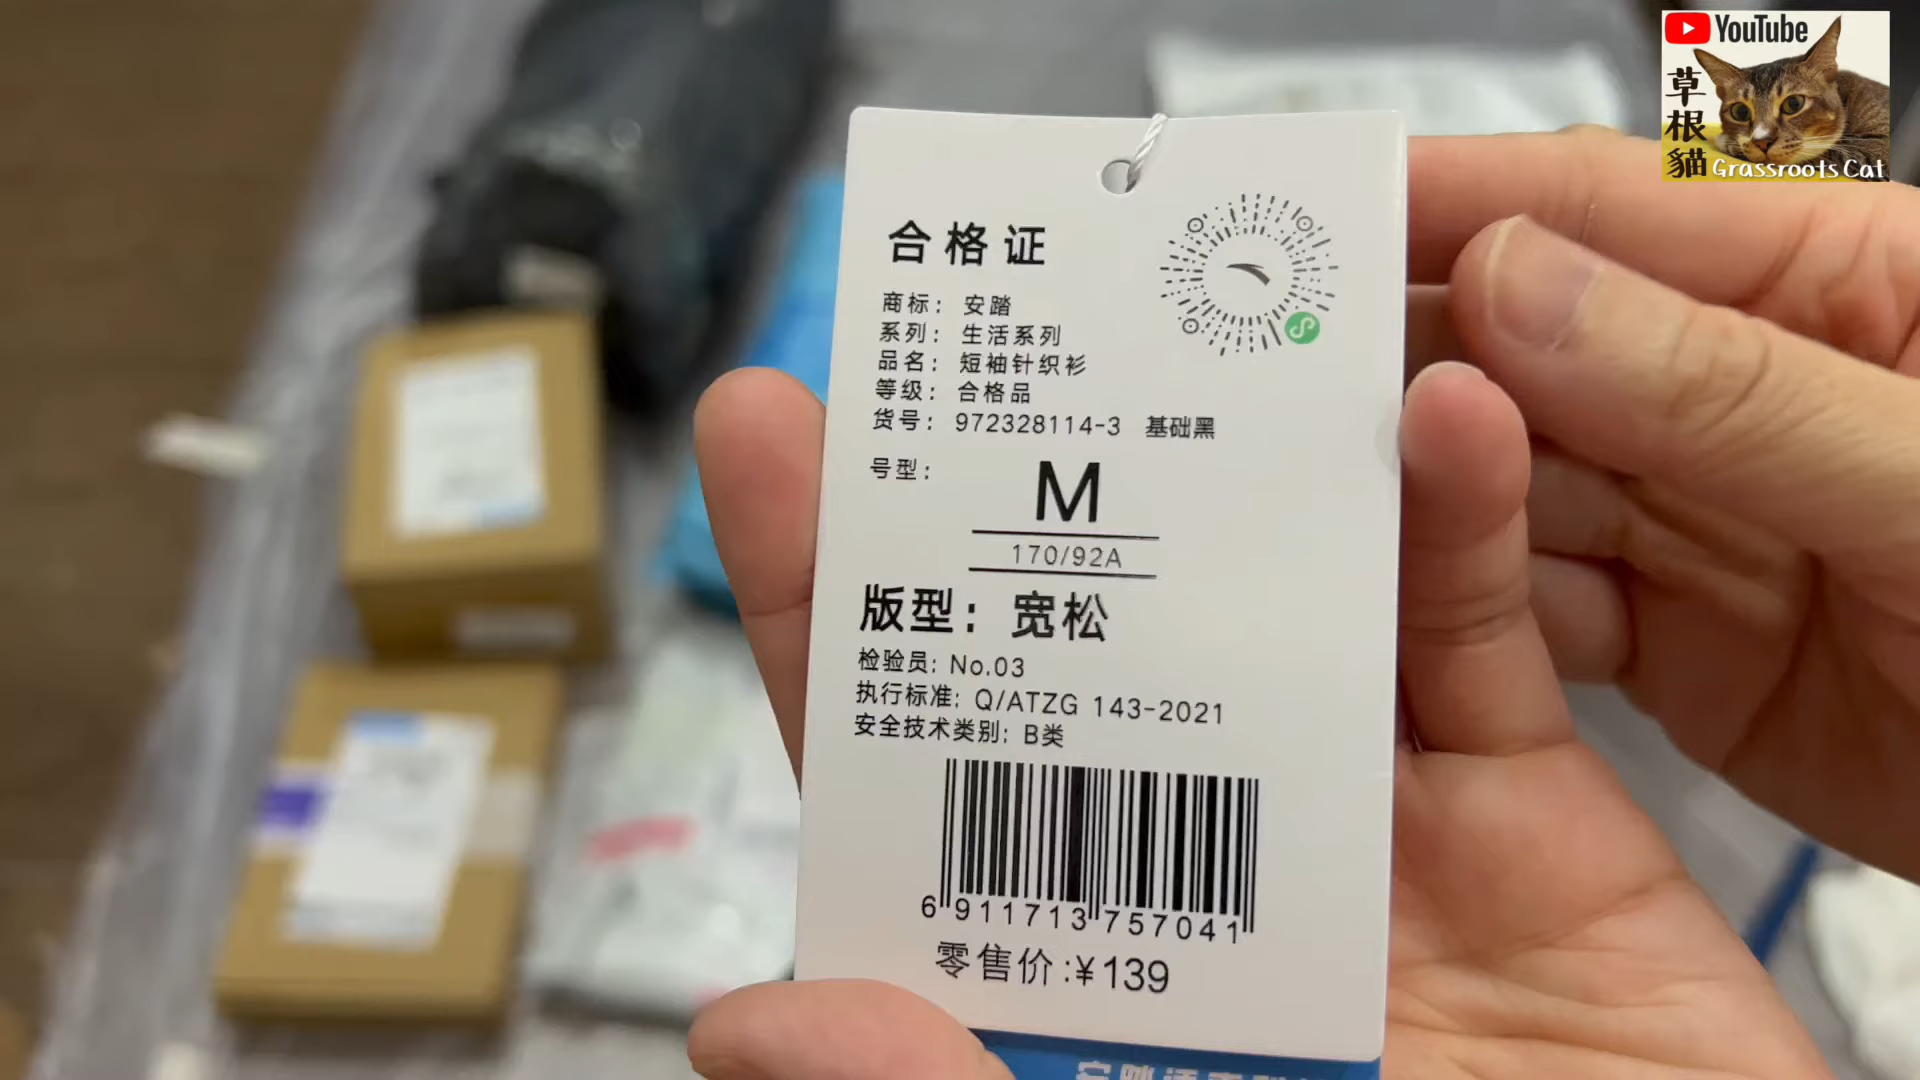 YouTube
草根貓
Grassroots Cat
合格证
商标: 安踏
系列: 生活系列
品名: 短袖针织衫
等级: 合格品
货号: 972328114-3 基础黑
号型:
M
170/92A
版型: 宽松
检验员: No.03
执行标准: Q/ATZG 143-2021
安全技术类别: B类
6 911713 757041
零售价:¥139